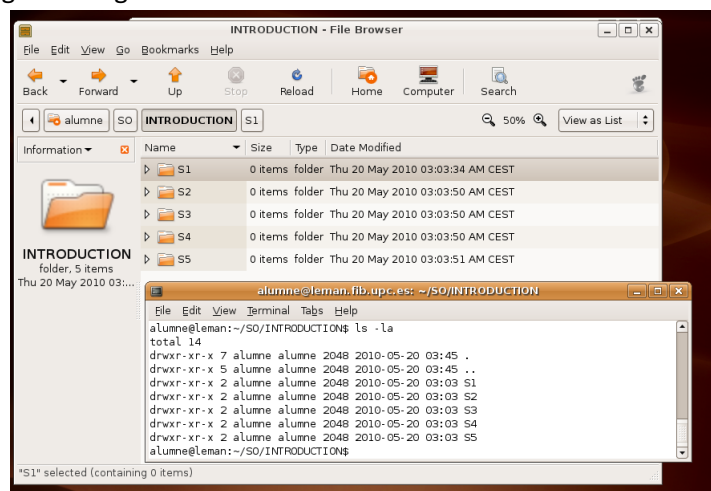 INTRODUCTION - File Browser
File Edit View Go Bookmarks Help
Back Forward Up Stop Reload Home Computer Search
alumne SO INTRODUCTION S1 50% View as List
Information Name Size Type Date Modified
S1 0 items folder Thu 20 May 2010 03:03:34 AM CEST
S2 0 items folder Thu 20 May 2010 03:03:50 AM CEST
S3 0 items folder Thu 20 May 2010 03:03:50 AM CEST
S4 0 items folder Thu 20 May 2010 03:03:50 AM CEST
S5 0 items folder Thu 20 May 2010 03:03:51 AM CEST
INTRODUCTION
folder, 5 items
Thu 20 May 2010 03:...
alumne@leman.fib.upc.es: ~/SO/INTRODUCTION
File Edit View Terminal Tabs Help
alumne@leman:~/SO/INTRODUCTION$ ls -la
total 14
drwxr-xr-x 7 alumne alumne 2048 2010-05-20 03:45 .
drwxr-xr-x 5 alumne alumne 2048 2010-05-20 03:45 ..
drwxr-xr-x 2 alumne alumne 2048 2010-05-20 03:03 S1
drwxr-xr-x 2 alumne alumne 2048 2010-05-20 03:03 S2
drwxr-xr-x 2 alumne alumne 2048 2010-05-20 03:03 S3
drwxr-xr-x 2 alumne alumne 2048 2010-05-20 03:03 S4
drwxr-xr-x 2 alumne alumne 2048 2010-05-20 03:03 S5
alumne@leman:~/SO/INTRODUCTION$
"S1" selected (containing 0 items)